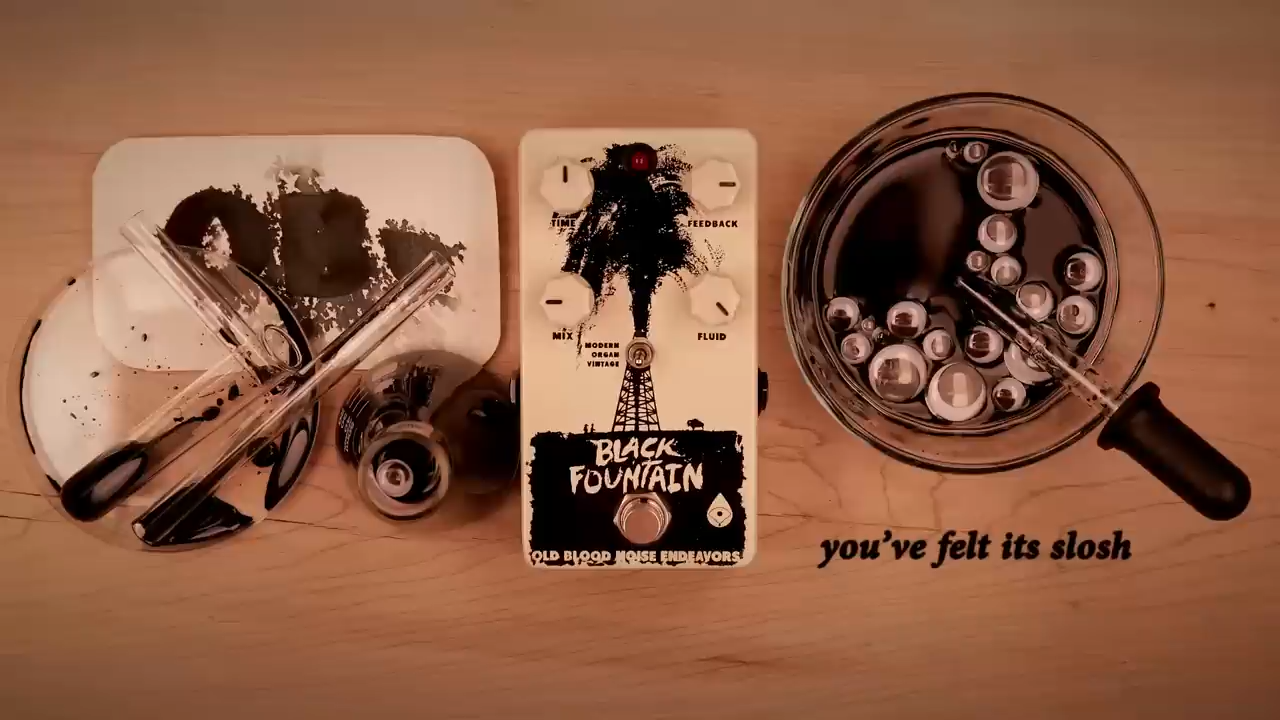 TIME
FEEDBACK
MIX
FLUID
MODERN
ORGAN
VINTAGE
BLACK
FOUNTAIN
OLD BLOOD NOISE ENDEAVORS
you've felt its slosh